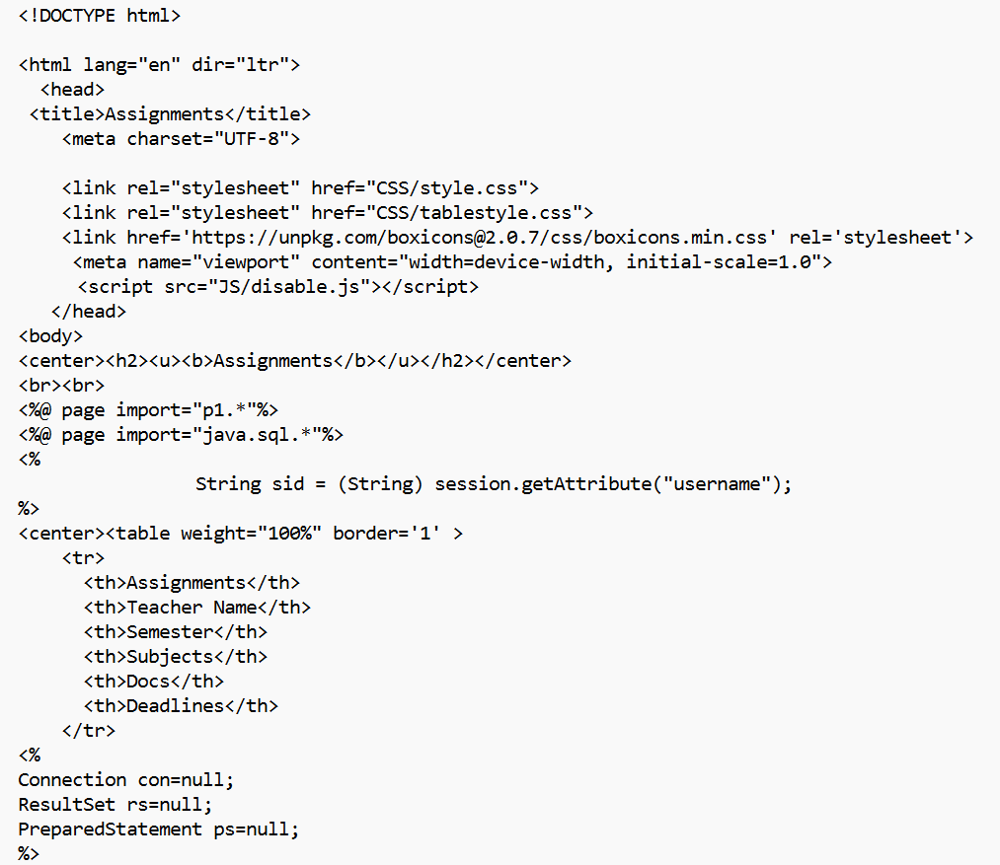 <!DOCTYPE html>
<html lang="en" dir="ltr">
<head>
<title>Assignments</title>
<meta charset="UTF-8">
<link rel="stylesheet" href="CSS/style.css">
<link rel="stylesheet" href="CSS/tablestyle.css">
<link href='https://unpkg.com/boxicons@2.0.7/css/boxicons.min.css' rel='stylesheet'>
<meta name="viewport" content="width=device-width, initial-scale=1.0">
<script src="JS/disable.js"></script>
</head>
<body>
<center><h2><u><b>Assignments</b></u></h2></center>
<br><br>
<%@ page import="p1.*"%>
<%@ page import="java.sql.*"%>
<%
String sid = (String) session.getAttribute("username");
%>
<center><table weight="100%" border='1' >
<tr>
<th>Assignments</th>
<th>Teacher Name</th>
<th>Semester</th>
<th>Subjects</th>
<th>Docs</th>
<th>Deadlines</th>
</tr>
<%
Connection con=null;
ResultSet rs=null;
PreparedStatement ps=null;
%>